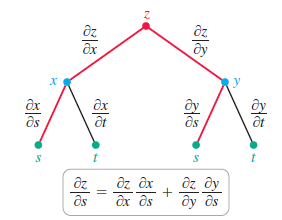 z
∂z/∂x ∂z/∂y
x y
∂x/∂s ∂x/∂t ∂y/∂s ∂y/∂t
s t s t
∂z/∂s = ∂z/∂x ∂x/∂s + ∂z/∂y ∂y/∂s